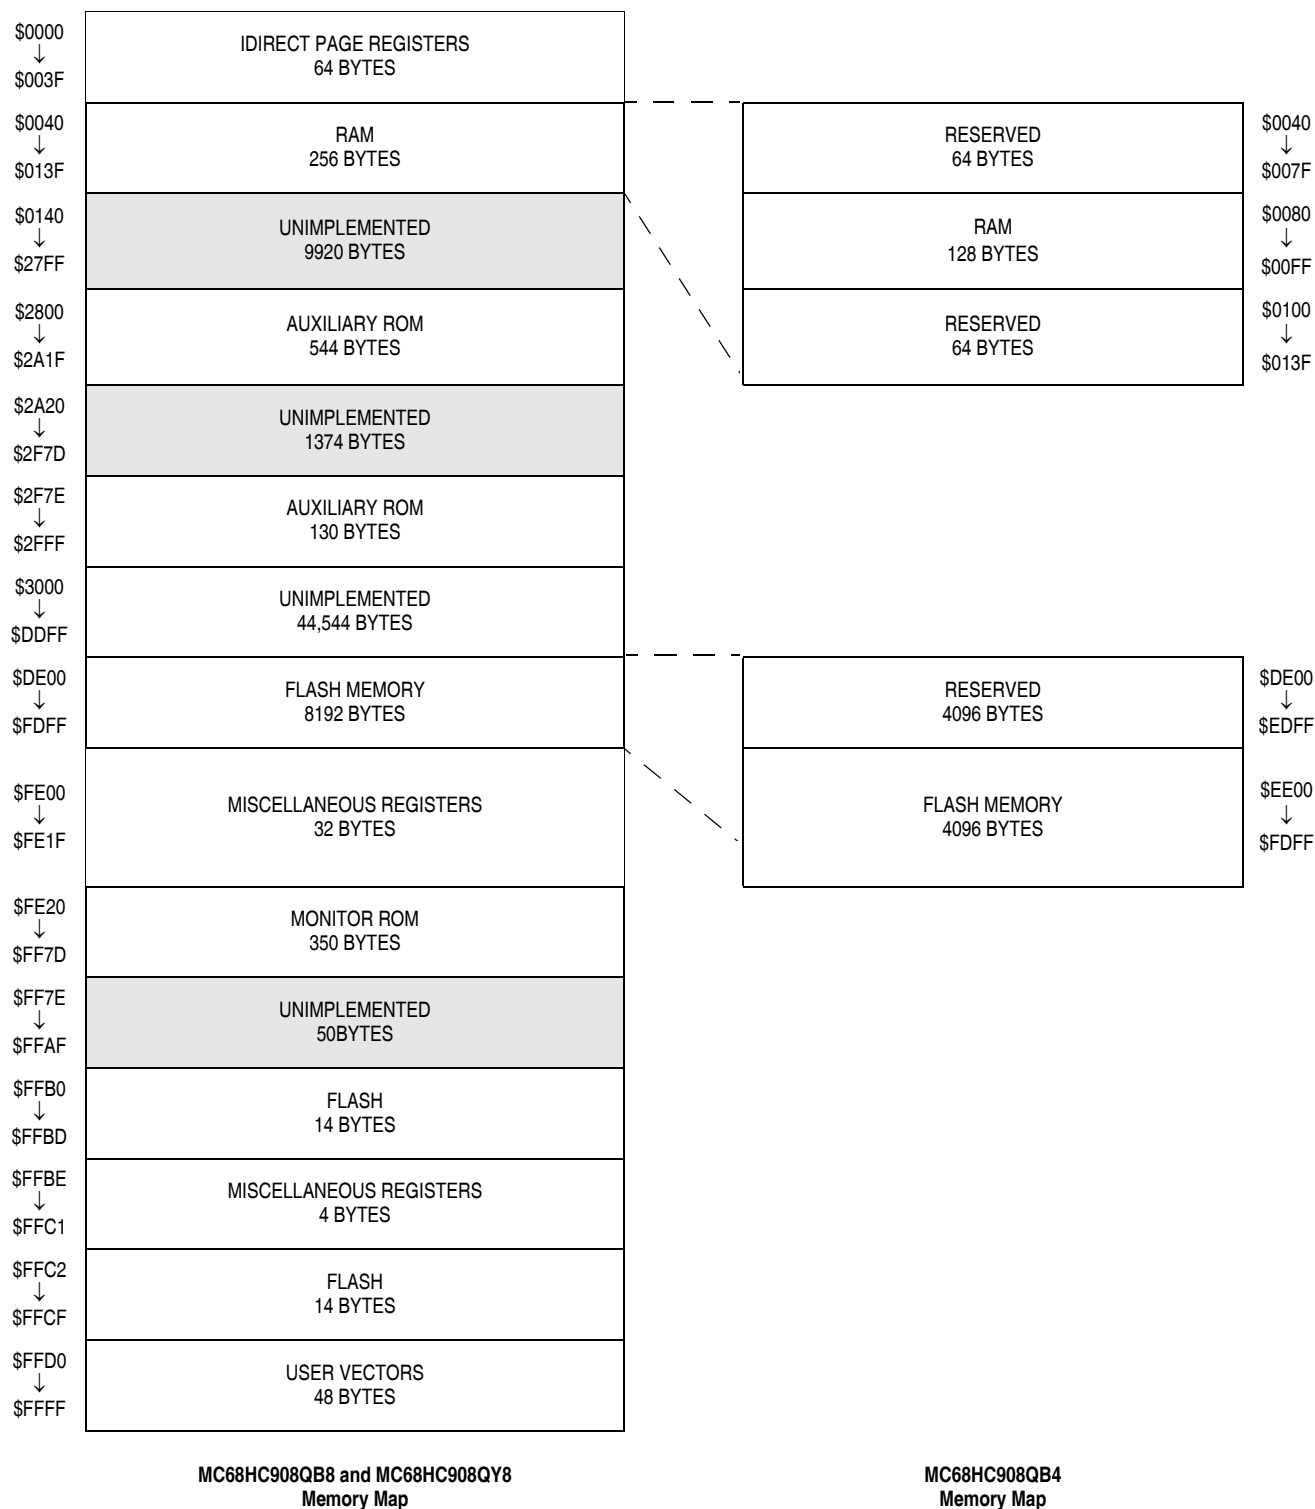 $0000
↓
$003F
IDIRECT PAGE REGISTERS
64 BYTES
$0040
↓
$013F
RAM
256 BYTES
RESERVED
64 BYTES
$0040
↓
$007F
$0140
↓
$27FF
UNIMPLEMENTED
9920 BYTES
RAM
128 BYTES
$0080
↓
$00FF
$2800
↓
$2A1F
AUXILIARY ROM
544 BYTES
RESERVED
64 BYTES
$0100
↓
$013F
$2A20
↓
$2F7D
UNIMPLEMENTED
1374 BYTES
$2F7E
↓
$2FFF
AUXILIARY ROM
130 BYTES
$3000
↓
$DDFF
UNIMPLEMENTED
44,544 BYTES
$DE00
↓
$FDFF
FLASH MEMORY
8192 BYTES
RESERVED
4096 BYTES
$DE00
↓
$EDFF
$FE00
↓
$FE1F
MISCELLANEOUS REGISTERS
32 BYTES
FLASH MEMORY
4096 BYTES
$EE00
↓
$FDFF
$FE20
↓
$FF7D
MONITOR ROM
350 BYTES
$FF7E
↓
$FFAF
UNIMPLEMENTED
50BYTES
$FFB0
↓
$FFBD
FLASH
14 BYTES
$FFBE
↓
$FFC1
MISCELLANEOUS REGISTERS
4 BYTES
$FFC2
↓
$FFCF
FLASH
14 BYTES
$FFD0
↓
$FFFF
USER VECTORS
48 BYTES
MC68HC908QB8 and MC68HC908QY8
Memory Map
MC68HC908QB4
Memory Map